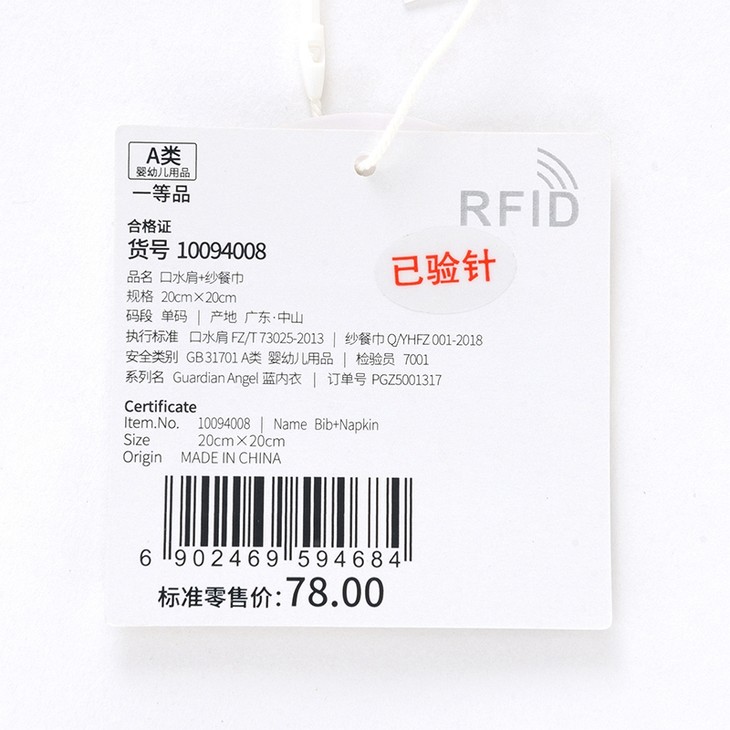 A类
婴幼儿用品
一等品
RFID
合格证
货号 10094008
已验针
品名 口水肩+纱餐巾
规格 20cm×20cm
码段 单码 | 产地 广东·中山
执行标准 口水肩 FZ/T 73025-2013 | 纱餐巾 Q/YHFZ 001-2018
安全类别 GB 31701 A类 婴幼儿用品 | 检验员 7001
系列名 Guardian Angel 蓝内衣 | 订单号 PGZ5001317
Certificate
Item.No. 10094008 | Name Bib+Napkin
Size 20cm×20cm
Origin MADE IN CHINA
6 902469 594684
标准零售价:78.00